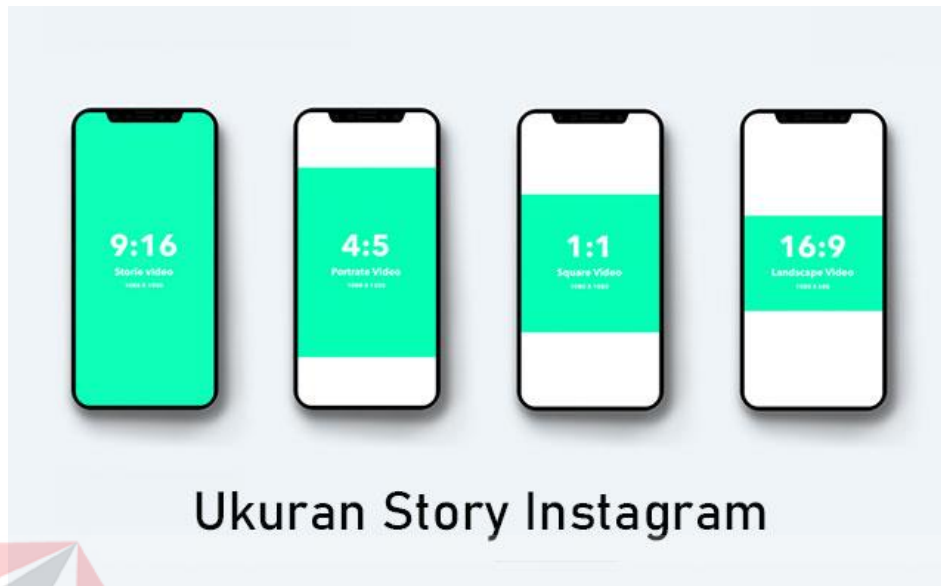 9:16
Storie video
4:5
Portrate Video
1:1
Square Video
16:9
Landscape Video
Ukuran Story Instagram